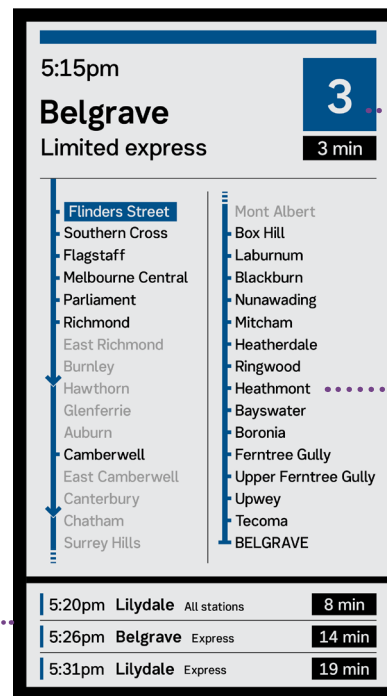 5:15pm
3
Belgrave
Limited express
3 min
Flinders Street
Southern Cross
Flagstaff
Melbourne Central
Parliament
Richmond
East Richmond
Burnley
Hawthorn
Glenferrie
Auburn
Camberwell
East Camberwell
Canterbury
Chatham
Surrey Hills
Mont Albert
Box Hill
Laburnum
Blackburn
Nunawading
Mitcham
Heatherdale
Ringwood
Heathmont
Bayswater
Boronia
Ferntree Gully
Upper Ferntree Gully
Upwey
Tecoma
BELGRAVE
5:20pm Lilydale All stations 8 min
5:26pm Belgrave Express 14 min
5:31pm Lilydale Express 19 min